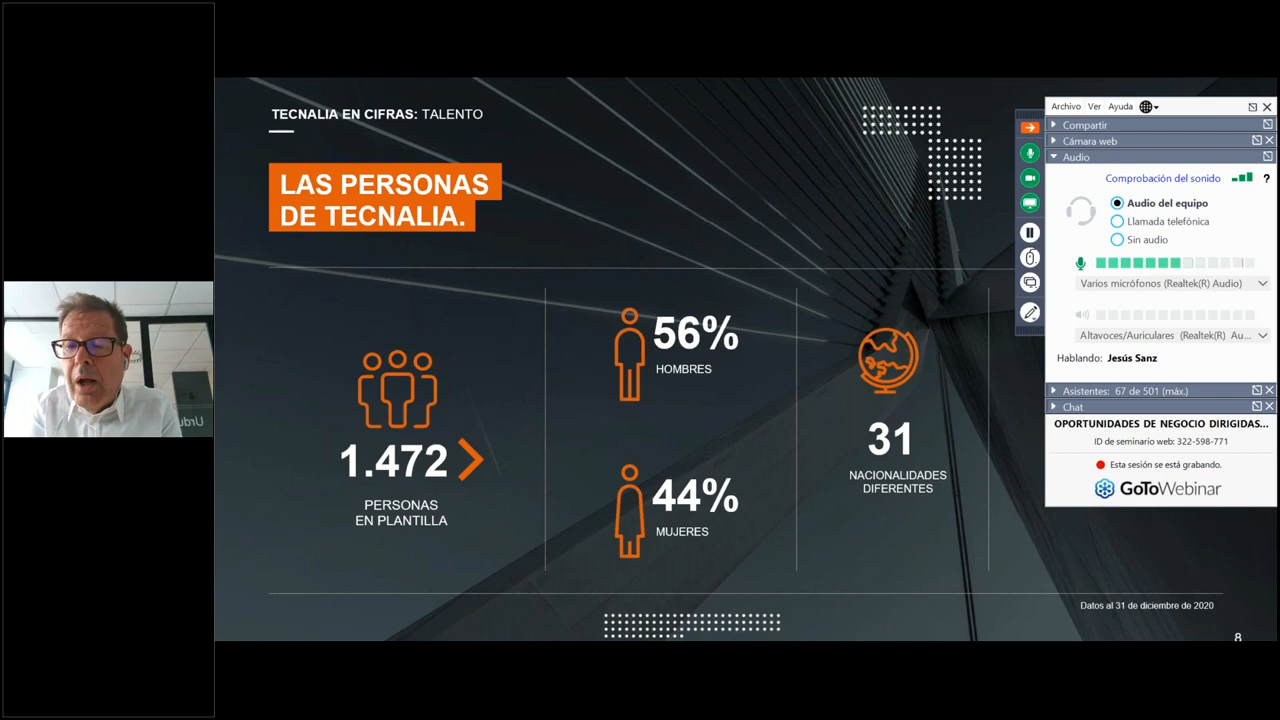 TECNALIA EN CIFRAS: TALENTO
LAS PERSONAS
DE TECNALIA.
1.472
PERSONAS
EN PLANTILLA
56%
HOMBRES
44%
MUJERES
31
NACIONALIDADES
DIFERENTES
Datos al 31 de diciembre de 2020
8
Archivo Ver Ayuda
Compartir
Cámara web
Audio
Comprobación del sonido ?
Audio del equipo
Llamada telefónica
Sin audio
Varios micrófonos (Realtek(R) Audio)
Altavoces/Auriculares (Realtek(R) Au...
Hablando: Jesús Sanz
Asistentes: 67 de 501 (máx.)
Chat
OPORTUNIDADES DE NEGOCIO DIRIGIDAS...
ID de seminario web: 322-598-771
Esta sesión se está grabando.
GoToWebinar